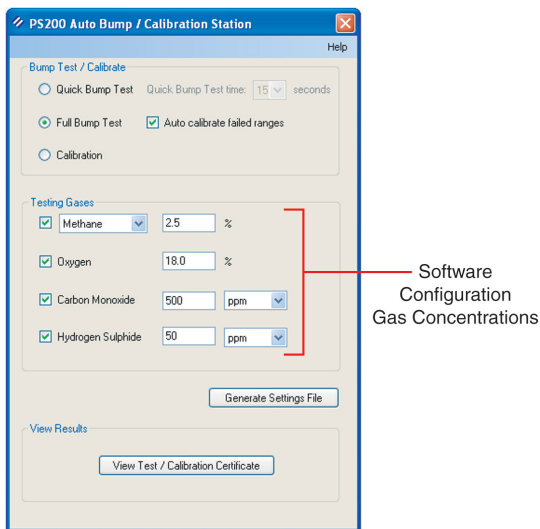 PS200 Auto Bump / Calibration Station
Help
Bump Test / Calibrate
Quick Bump Test Quick Bump Test time: 15 seconds
Full Bump Test Auto calibrate failed ranges
Calibration
Testing Gases
Methane 2.5 %
Oxygen 18.0 %
Carbon Monoxide 500 ppm
Hydrogen Sulphide 50 ppm
Software
Configuration
Gas Concentrations
Generate Settings File
View Results
View Test / Calibration Certificate